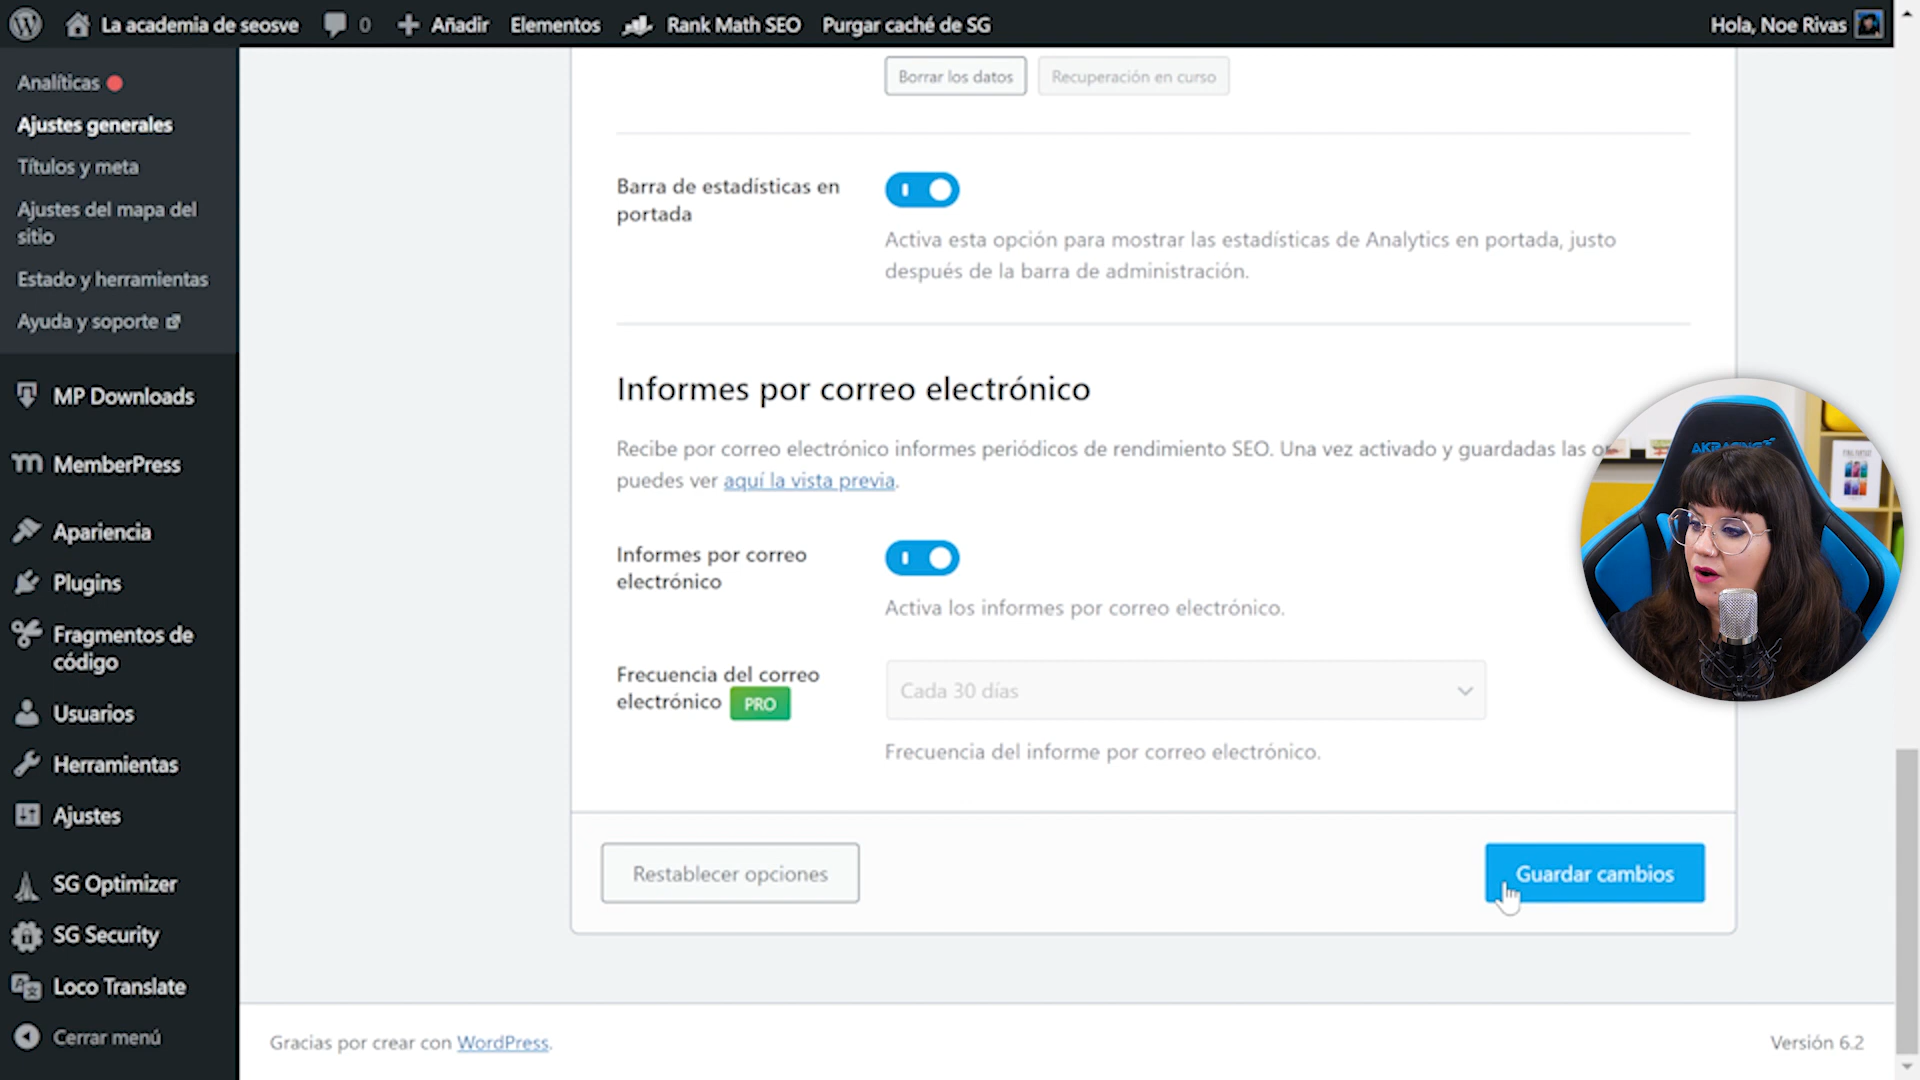 La academia de seosve
0
Añadir
Elementos
Rank Math SEO
Purgar caché de SG
Hola, Noe Rivas
Analíticas
Ajustes generales
Títulos y meta
Ajustes del mapa del
sitio
Estado y herramientas
Ayuda y soporte
MP Downloads
MemberPress
Apariencia
Plugins
Fragmentos de
código
Usuarios
Herramientas
Ajustes
SG Optimizer
SG Security
Loco Translate
Cerrar menú
Borrar los datos
Recuperación en curso
Barra de estadísticas en
portada
Activa esta opción para mostrar las estadísticas de Analytics en portada, justo
después de la barra de administración.
Informes por correo electrónico
Recibe por correo electrónico informes periódicos de rendimiento SEO. Una vez activado y guardadas las
puedes ver aquí la vista previa.
Informes por correo
electrónico
Activa los informes por correo electrónico.
Frecuencia del correo
electrónico PRO
Cada 30 días
Frecuencia del informe por correo electrónico.
Restablecer opciones
Guardar cambios
AKRACING
Gracias por crear con WordPress.
Versión 6.2